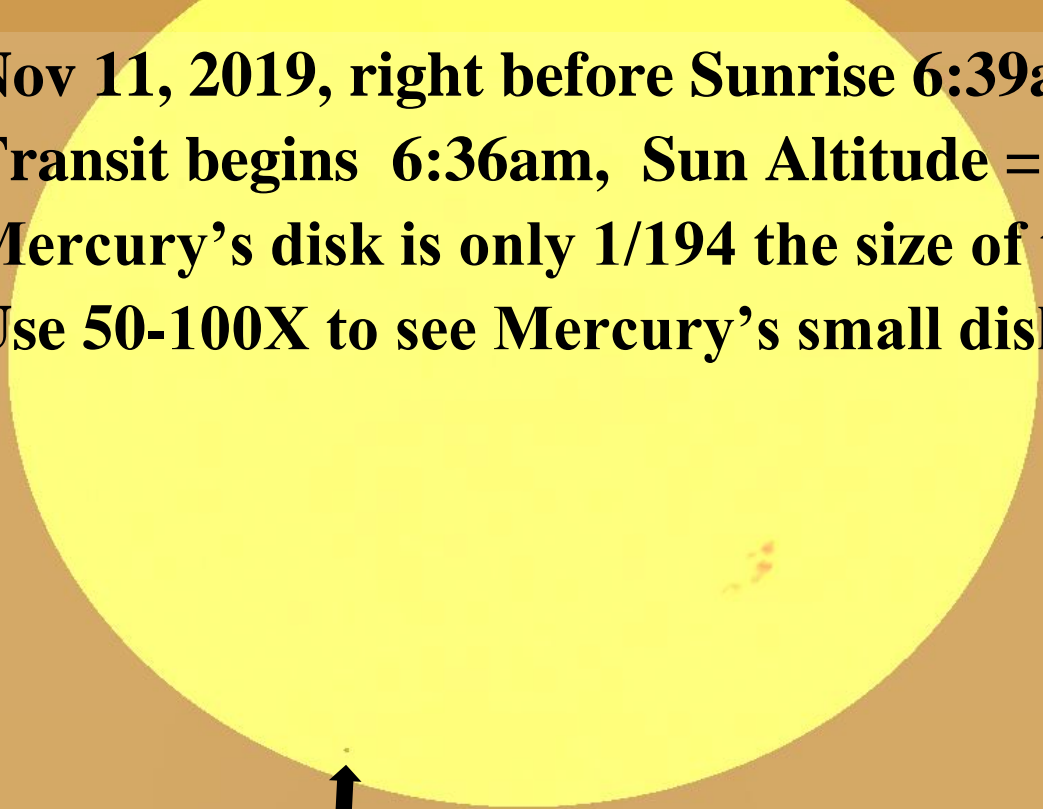 Nov 11, 2019, right before Sunrise 6:39a
Transit begins 6:36am, Sun Altitude =
Mercury’s disk is only 1/194 the size of
Use 50-100X to see Mercury’s small disk